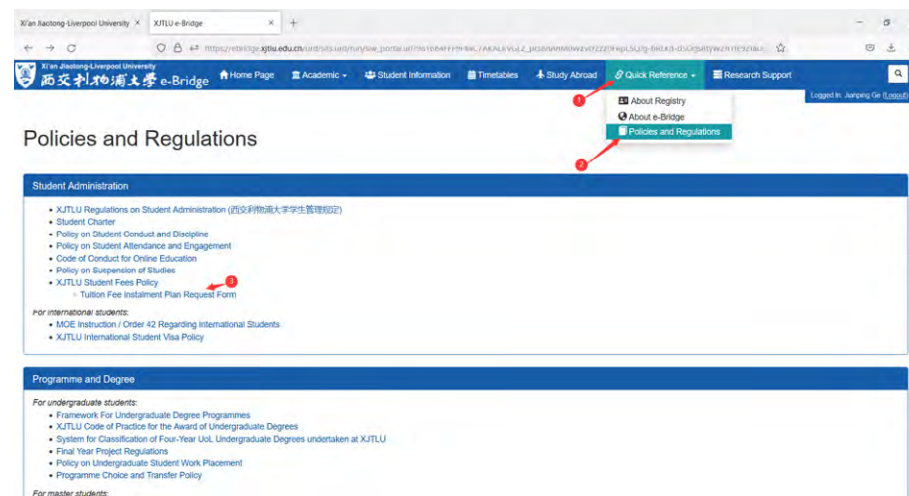 Xi'an Jiaotong-Liverpool University ×
XJTLU e-Bridge ×
+
Xi'an Jiaotong-Liverpool University
西交利物浦大学 e-Bridge
Home Page
Academic
Student Information
Timetables
Study Abroad
Quick Reference
Research Support
1
About Registry
About e-Bridge
Policies and Regulations
2
Logged In: Jianping Ge (Logout)
Policies and Regulations
Student Administration
• XJTLU Regulations on Student Administration (西交利物浦大学学生管理规定)
• Student Charter
• Policy on Student Conduct and Discipline
• Policy on Student Attendance and Engagement
• Code of Conduct for Online Education
• Policy on Suspension of Studies
• XJTLU Student Fees Policy
3
Tuition Fee Instalment Plan Request Form
For international students:
• MOE Instruction / Order 42 Regarding International Students
• XJTLU International Student Visa Policy
Programme and Degree
For undergraduate students:
• Framework For Undergraduate Degree Programmes
• XJTLU Code of Practice for the Award of Undergraduate Degrees
• System for Classification of Four-Year UoL Undergraduate Degrees undertaken at XJTLU
• Final Year Project Regulations
• Policy on Undergraduate Student Work Placement
• Programme Choice and Transfer Policy
For master students: